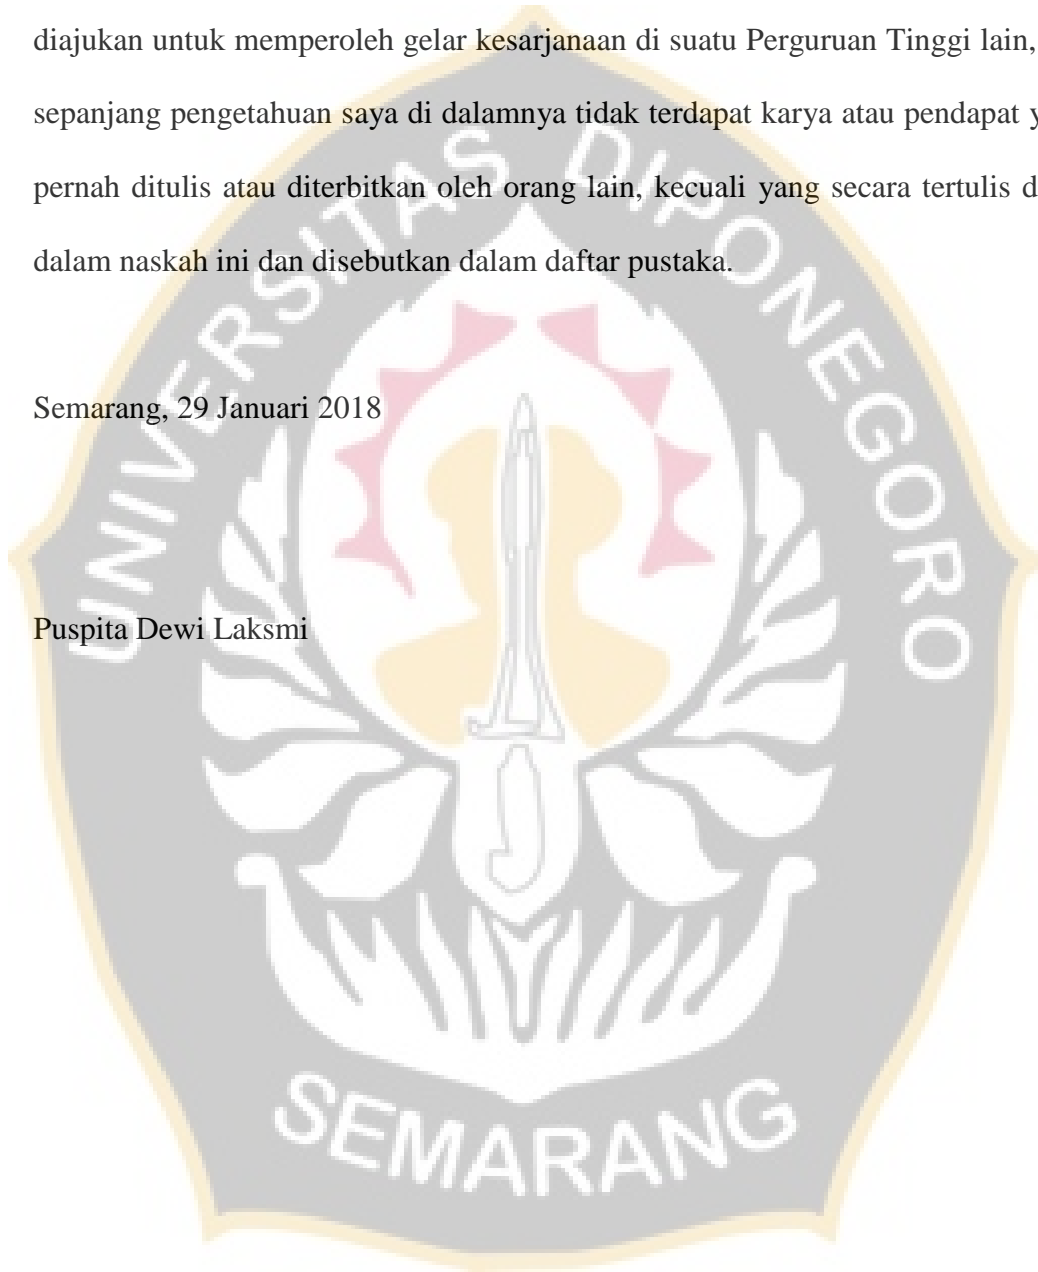 diajukan untuk memperoleh gelar kesarjanaan di suatu Perguruan Tinggi lain,
sepanjang pengetahuan saya di dalamnya tidak terdapat karya atau pendapat
pernah ditulis atau diterbitkan oleh orang lain, kecuali yang secara tertulis
dalam naskah ini dan disebutkan dalam daftar pustaka.
Semarang, 29 Januari 2018
Puspita Dewi Laksmi
UNIVERSITAS DIPONEGORO
SEMARANG